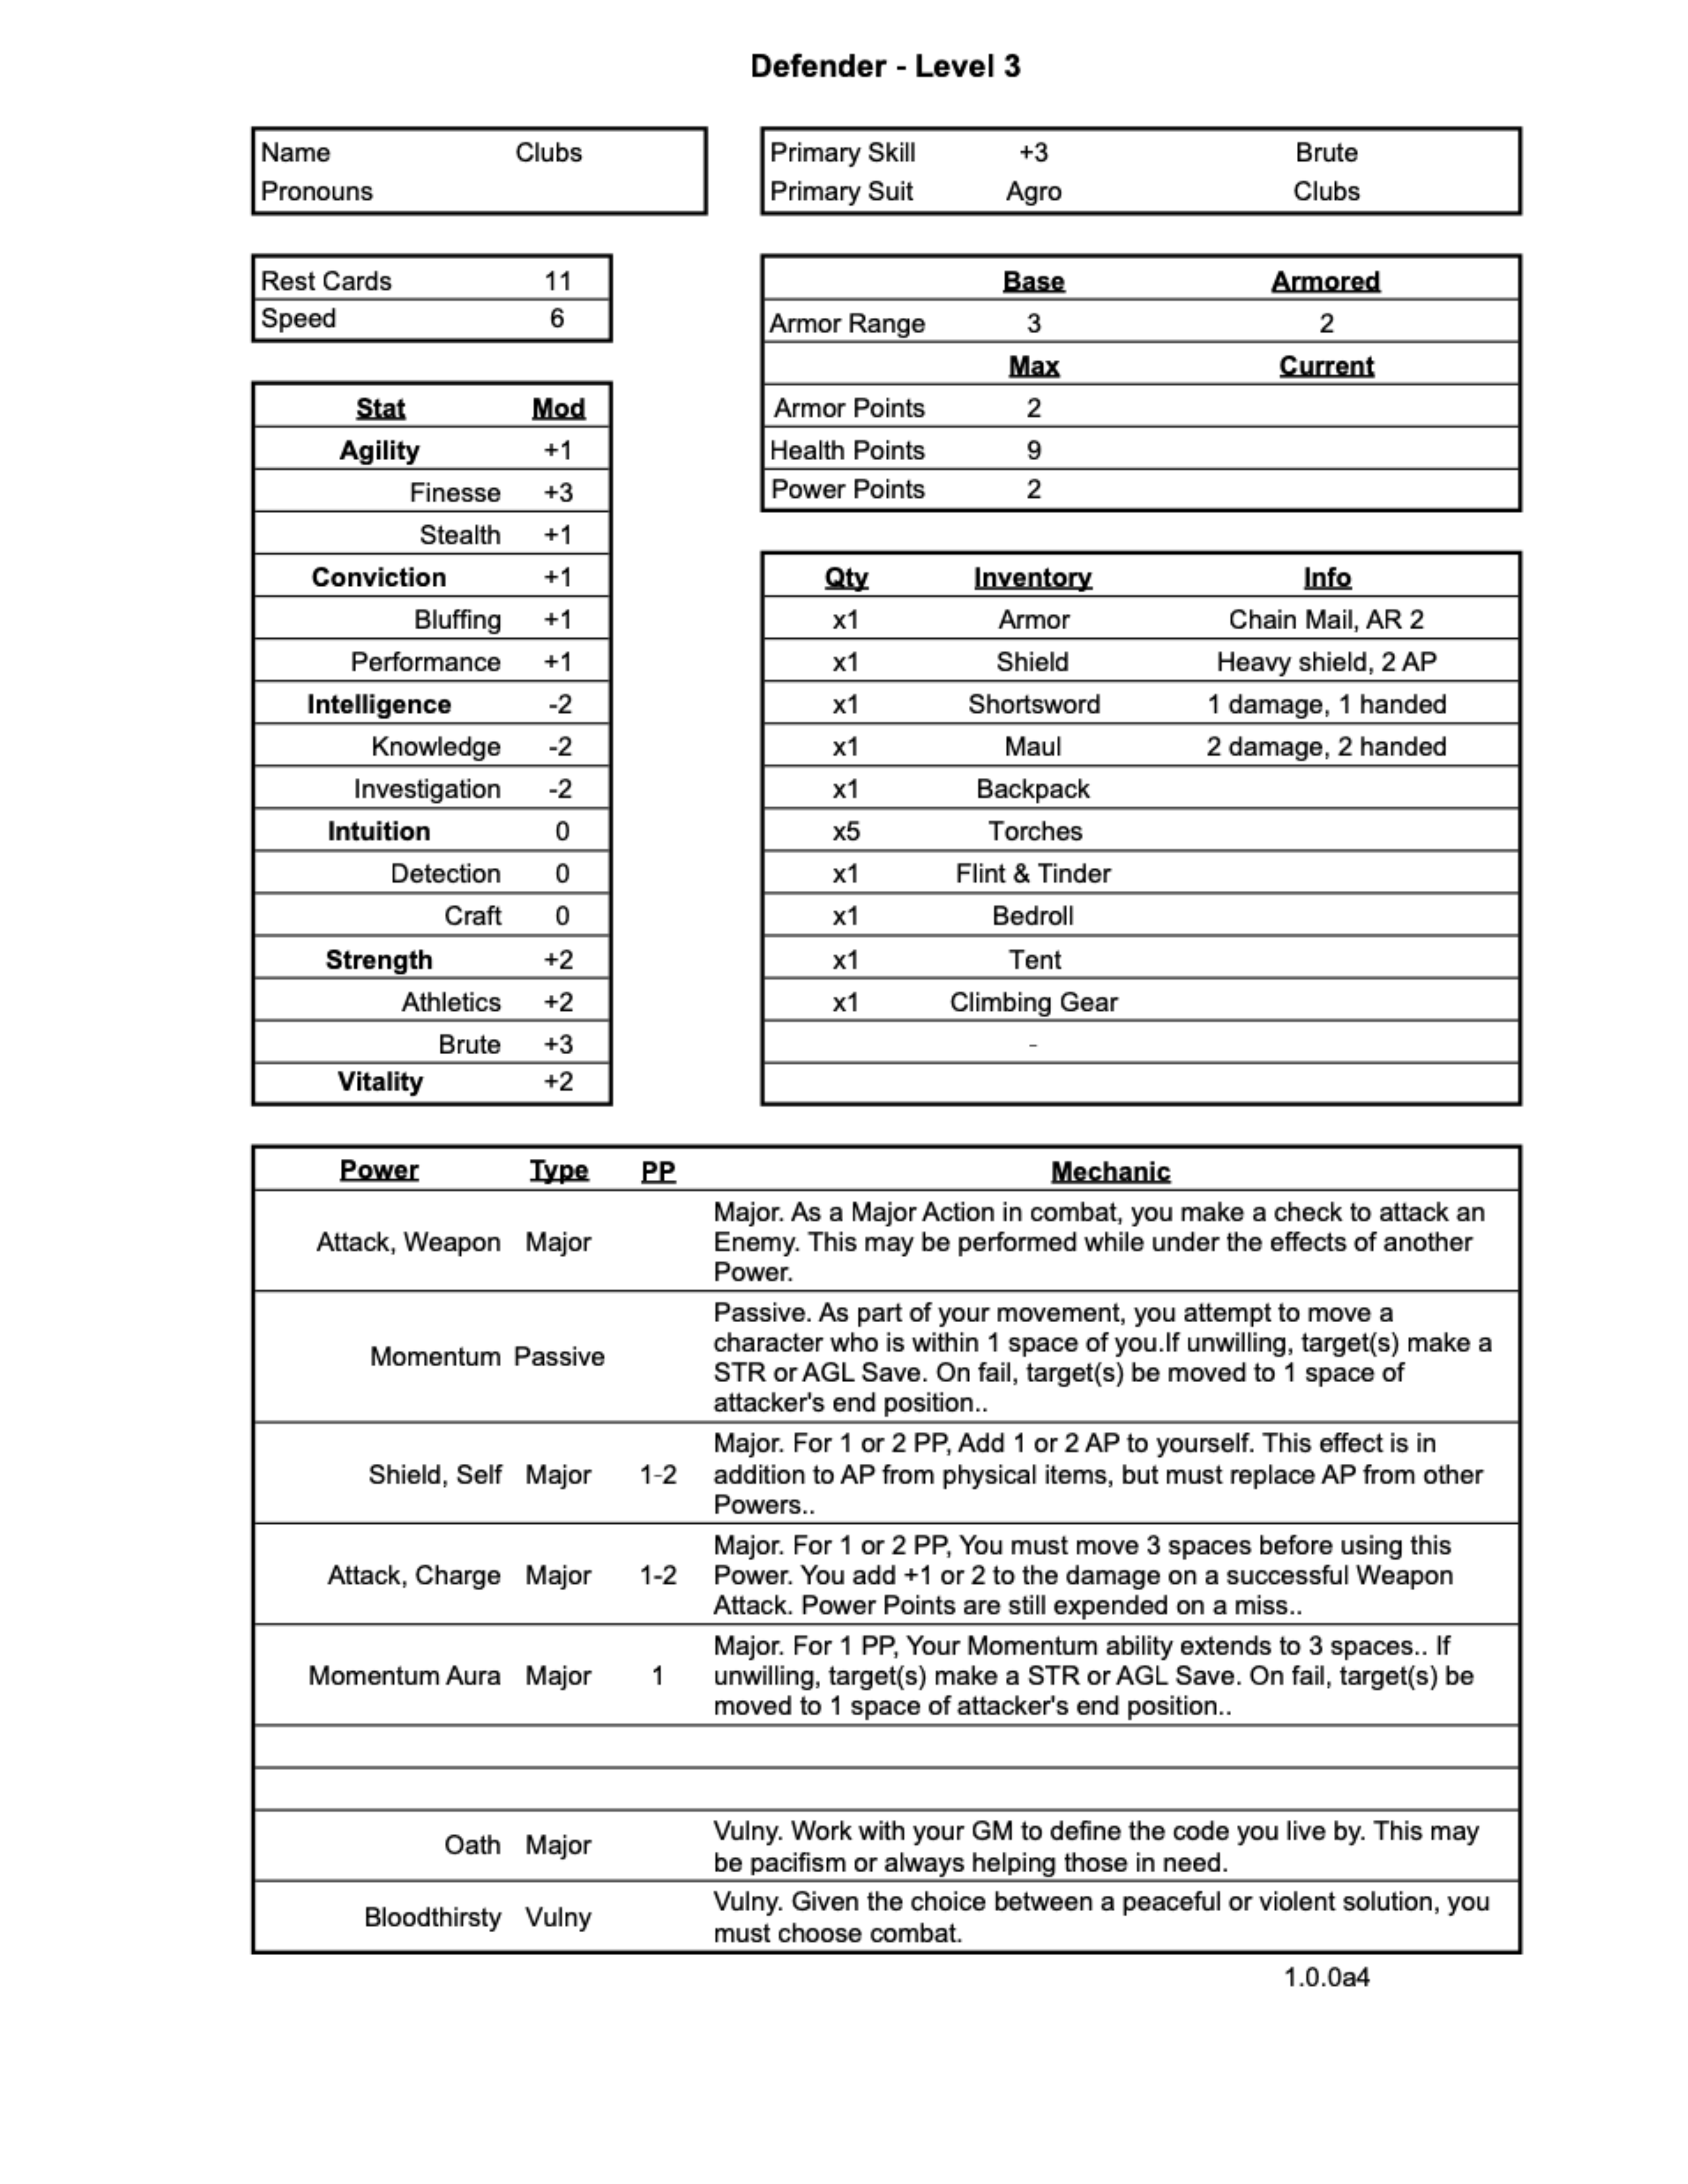 Defender - Level 3
Name Clubs
Pronouns
Primary Skill +3 Brute
Primary Suit Agro Clubs
Rest Cards 11
Speed 6
Base Armored
Armor Range 3 2
Max Current
Armor Points 2
Health Points 9
Power Points 2
Stat Mod
Agility +1
Finesse +3
Stealth +1
Conviction +1
Bluffing +1
Performance +1
Intelligence -2
Knowledge -2
Investigation -2
Intuition 0
Detection 0
Craft 0
Strength +2
Athletics +2
Brute +3
Vitality +2
Qty Inventory Info
x1 Armor Chain Mail, AR 2
x1 Shield Heavy shield, 2 AP
x1 Shortsword 1 damage, 1 handed
x1 Maul 2 damage, 2 handed
x1 Backpack
x5 Torches
x1 Flint & Tinder
x1 Bedroll
x1 Tent
x1 Climbing Gear
-
Power Type PP Mechanic
Attack, Weapon Major
Major. As a Major Action in combat, you make a check to attack an
Enemy. This may be performed while under the effects of another
Power.
Momentum Passive
Passive. As part of your movement, you attempt to move a
character who is within 1 space of you.If unwilling, target(s) make a
STR or AGL Save. On fail, target(s) be moved to 1 space of
attacker's end position..
Shield, Self Major 1-2
Major. For 1 or 2 PP, Add 1 or 2 AP to yourself. This effect is in
addition to AP from physical items, but must replace AP from other
Powers..
Attack, Charge Major 1-2
Major. For 1 or 2 PP, You must move 3 spaces before using this
Power. You add +1 or 2 to the damage on a successful Weapon
Attack. Power Points are still expended on a miss..
Momentum Aura Major 1
Major. For 1 PP, Your Momentum ability extends to 3 spaces.. If
unwilling, target(s) make a STR or AGL Save. On fail, target(s) be
moved to 1 space of attacker's end position..
Oath Major
Vulny. Work with your GM to define the code you live by. This may
be pacifism or always helping those in need.
Bloodthirsty Vulny
Vulny. Given the choice between a peaceful or violent solution, you
must choose combat.
1.0.0a4